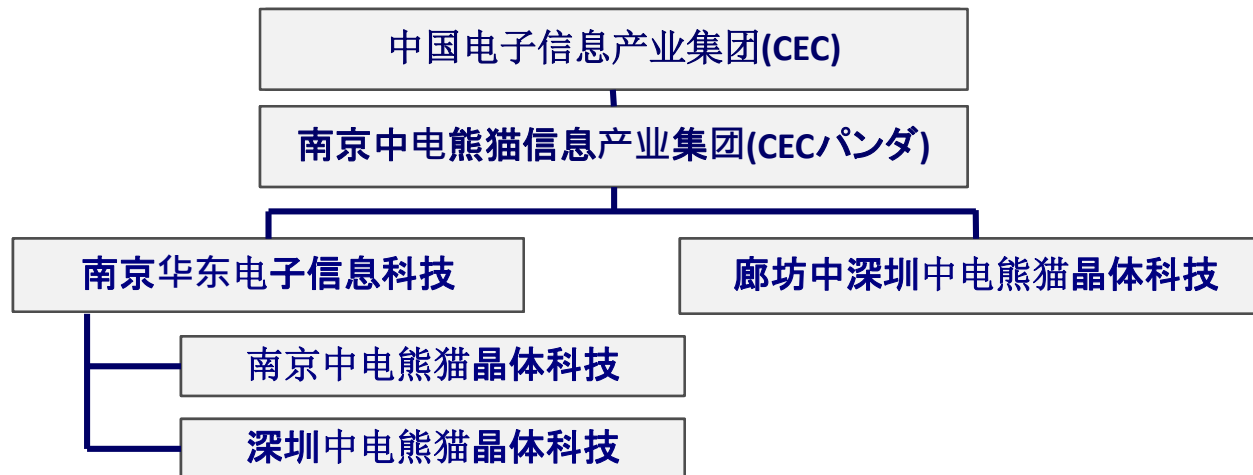 中国电子信息产业集团(CEC)
南京中电熊猫信息产业集团(CECパンダ)
南京华东电子信息科技
廊坊中深圳中电熊猫晶体科技
南京中电熊猫晶体科技
深圳中电熊猫晶体科技